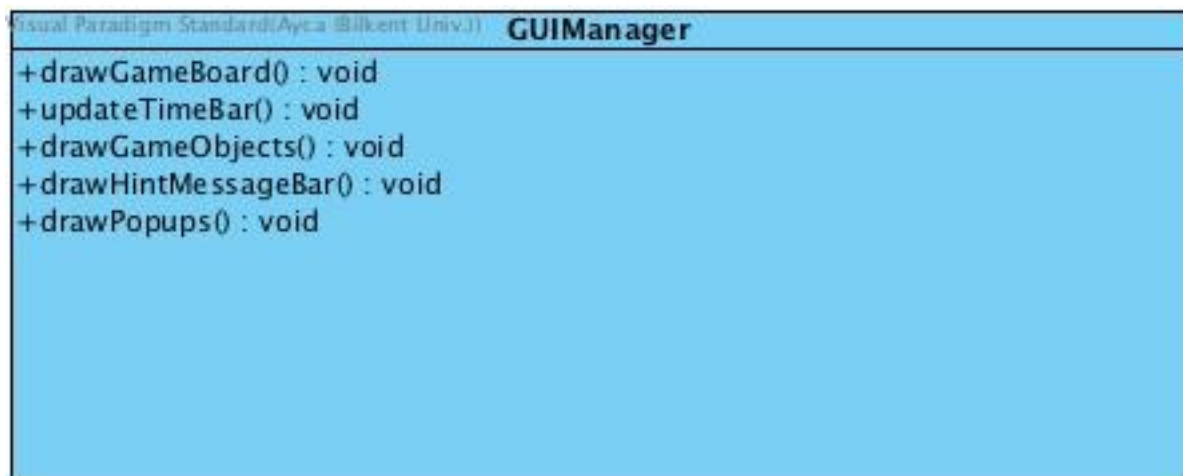 Visual Paradigm Standard(Ayca (Bilkent Univ.))
GUIManager
+drawGameBoard() : void
+updateTimeBar() : void
+drawGameObjects() : void
+drawHintMessageBar() : void
+drawPopups() : void